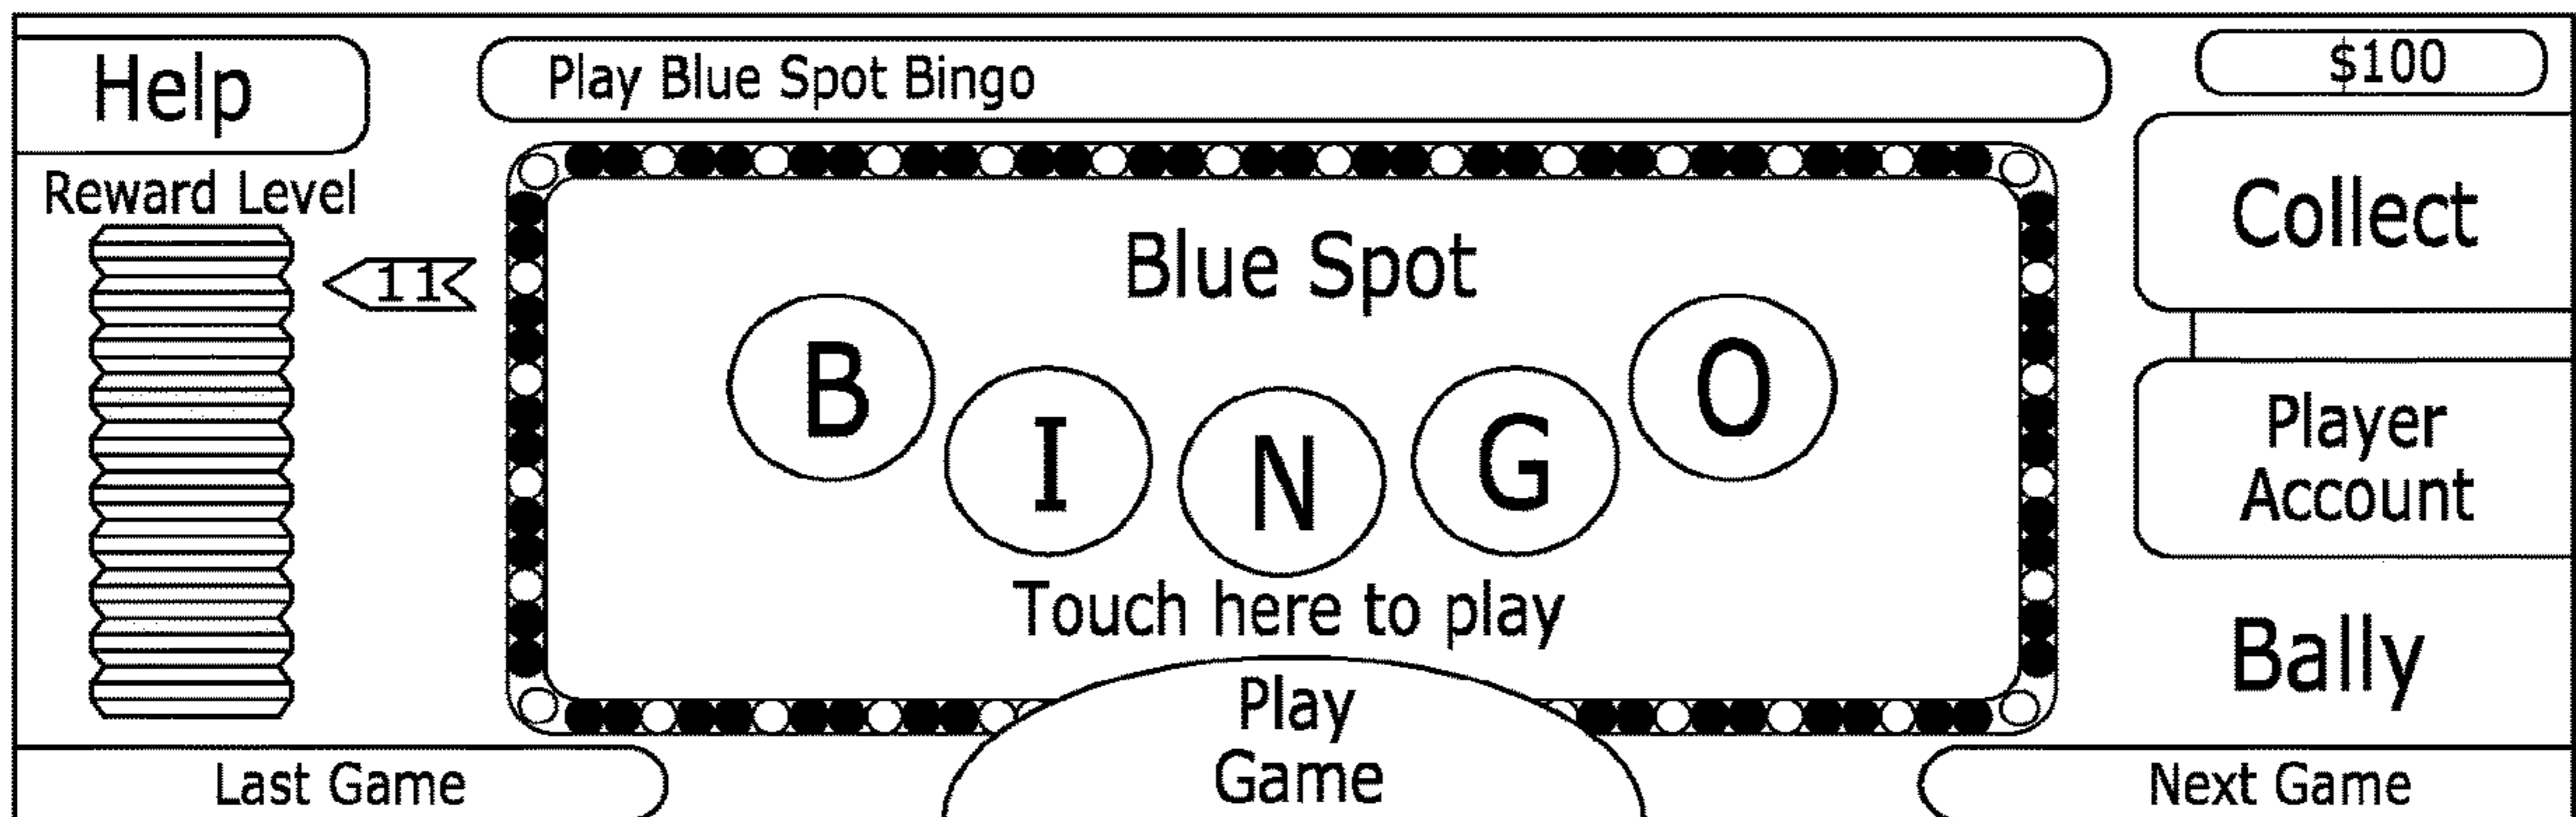 Help
Play Blue Spot Bingo
$100
Reward Level
11
Blue Spot
B I N G O
Touch here to play
Collect
Player
Account
Bally
Last Game
Play
Game
Next Game